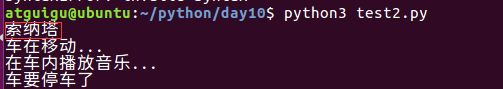 atguigu@ubuntu:~/python/day10$ python3 test2.py
索纳塔
车在移动...
在车内播放音乐...
车要停车了